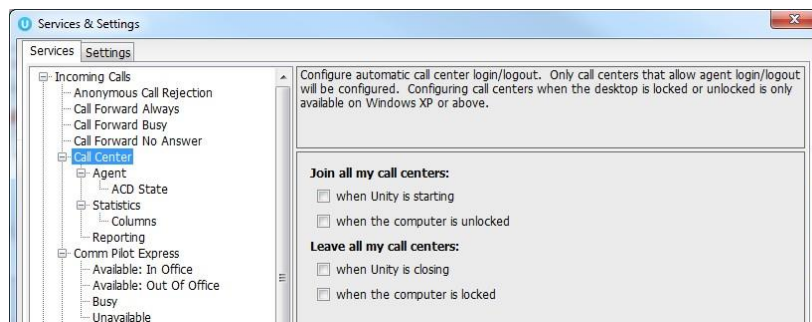 Services & Settings
Services Settings
Incoming Calls
Anonymous Call Rejection
Call Forward Always
Call Forward Busy
Call Forward No Answer
Call Center
Agent
ACD State
Statistics
Columns
Reporting
Comm Pilot Express
Available: In Office
Available: Out Of Office
Busy
Unavailable
Configure automatic call center login/logout. Only call centers that allow agent login/logout
will be configured. Configuring call centers when the desktop is locked or unlocked is only
available on Windows XP or above.
Join all my call centers:
when Unity is starting
when the computer is unlocked
Leave all my call centers:
when Unity is closing
when the computer is locked